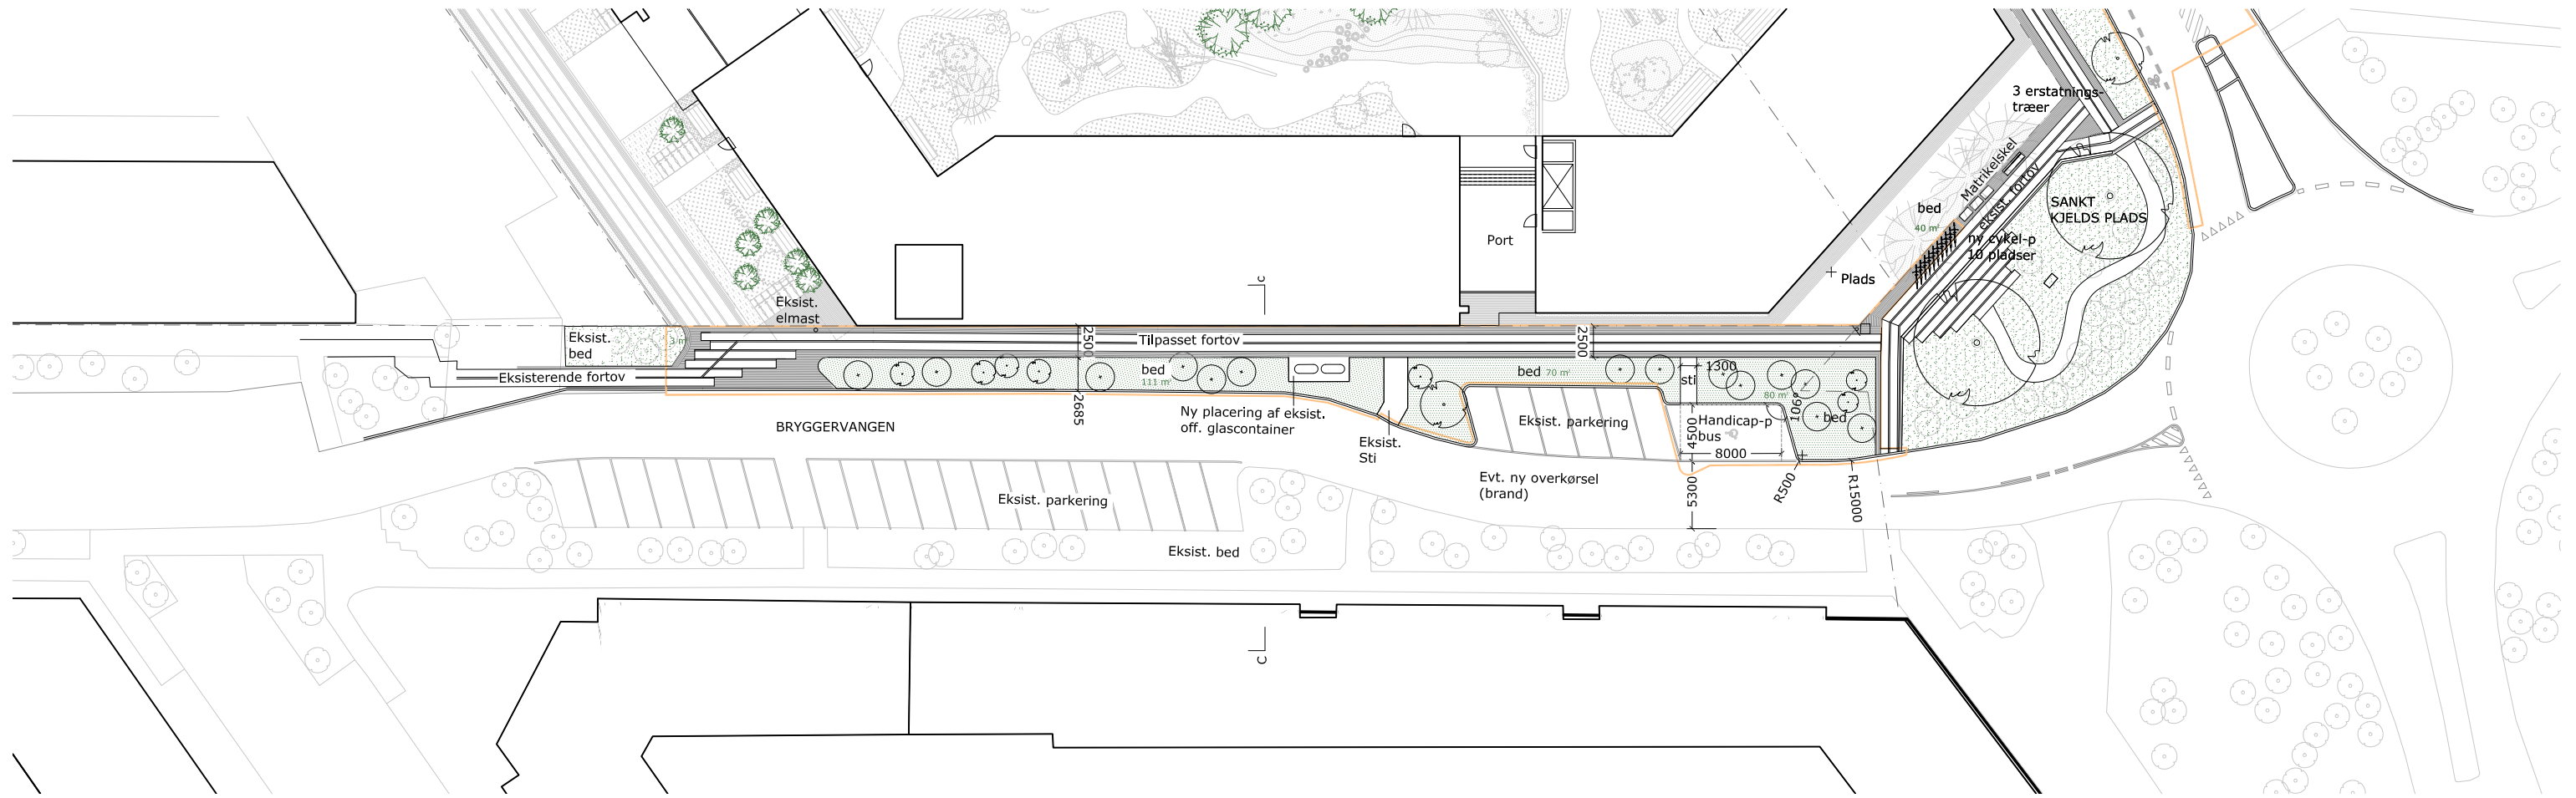 3 erstatnings-
træer
Matrikelskel
eksist. fortov
bed
40 m²
SANKT
KJELDS PLADS
ny cykel-p
10 pladser
Port
Plads
c
Eksist.
elmast
Eksist.
bed
3 m²
Tilpasset fortov
2500
2500
Eksisterende fortov
bed
111 m²
bed 70 m²
sti
1300
80 m²
106°
bed
2685
Ny placering af eksist.
off. glascontainer
Eksist. parkering
Handicap-p
bus
4500
8000
BRYGGERVANGEN
Eksist.
Sti
Evt. ny overkørsel
(brand)
5300
R500
R15000
Eksist. parkering
Eksist. bed
C